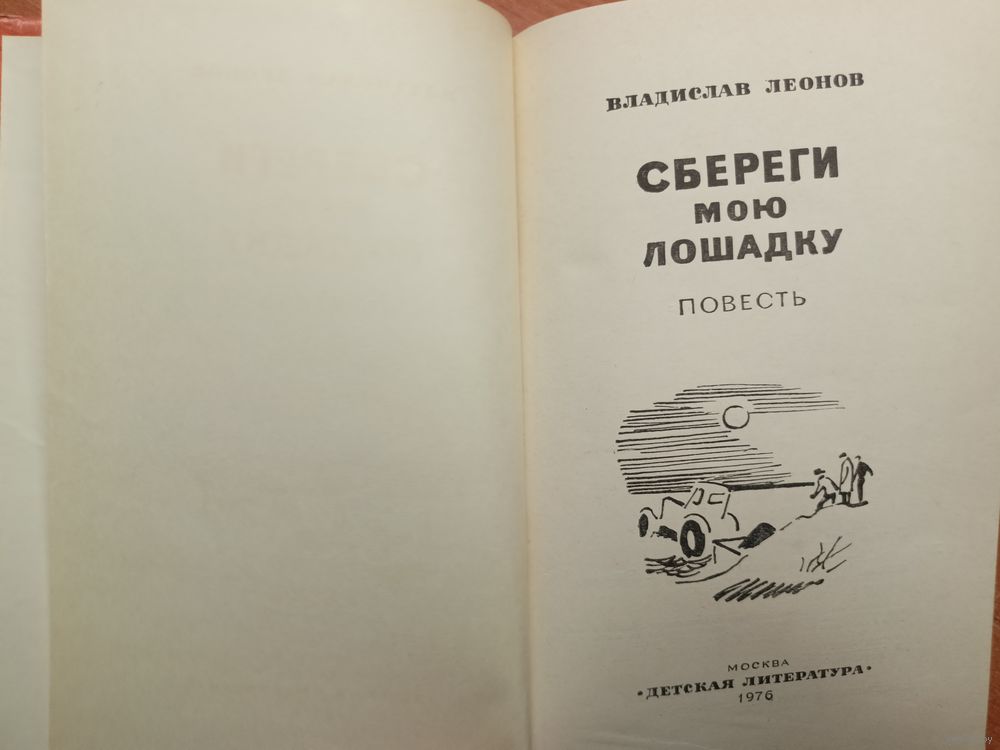 ВЛАДИСЛАВ ЛЕОНОВ
СБЕРЕГИ
МОЮ
ЛОШАДКУ
ПОВЕСТЬ
МОСКВА
"ДЕТСКАЯ ЛИТЕРАТУРА"
1976